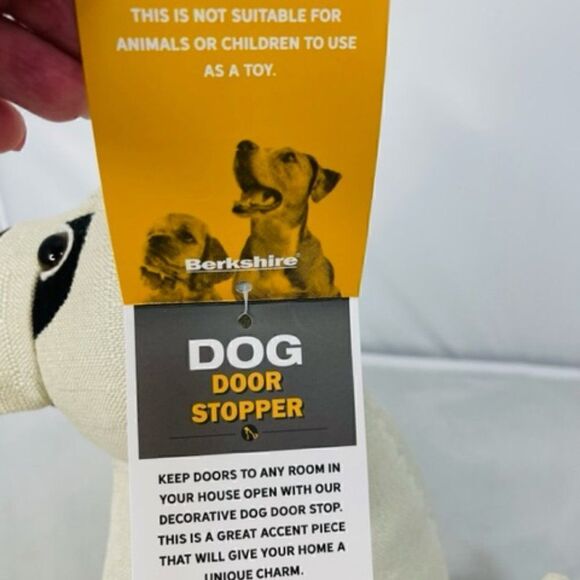 THIS IS NOT SUITABLE FOR
ANIMALS OR CHILDREN TO USE
AS A TOY.
Berkshire
DOG
DOOR
STOPPER
KEEP DOORS TO ANY ROOM IN
YOUR HOUSE OPEN WITH OUR
DECORATIVE DOG DOOR STOP.
THIS IS A GREAT ACCENT PIECE
THAT WILL GIVE YOUR HOME A
UNIQUE CHARM.